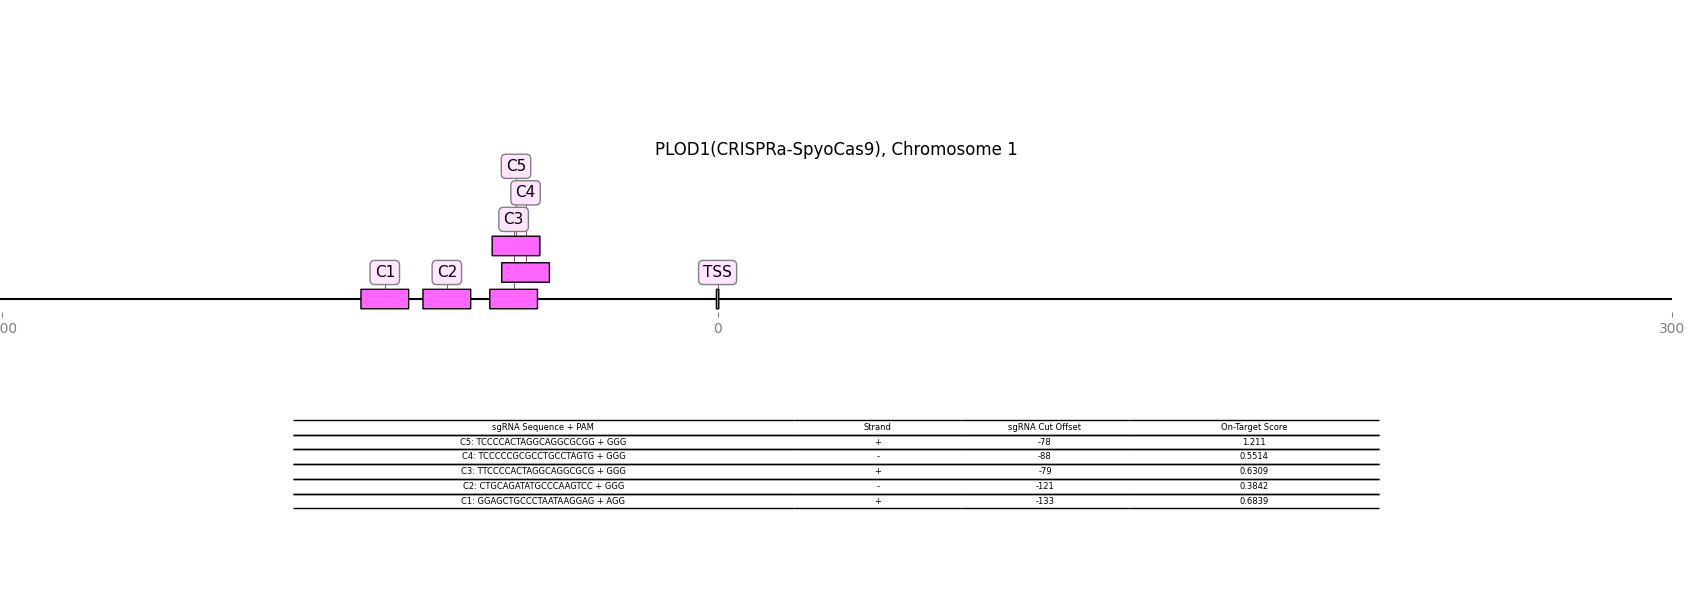 PLOD1(CRISPRa-SpyoCas9), Chromosome 1
C5
C4
C3
C1
C2
TSS
00
0
300
sgRNA Sequence + PAM Strand sgRNA Cut Offset On-Target Score
C5: TCCCCACTAGGCAGGCGCGG + GGG + -78 1.211
C4: TCCCCCGCGCCTGCCTAGTG + GGG - -88 0.5514
C3: TTCCCCACTAGGCAGGCGCG + GGG + -79 0.6309
C2: CTGCAGATATGCCCAAGTCC + GGG - -121 0.3842
C1: GGAGCTGCCCTAATAAGGAG + AGG + -133 0.6839